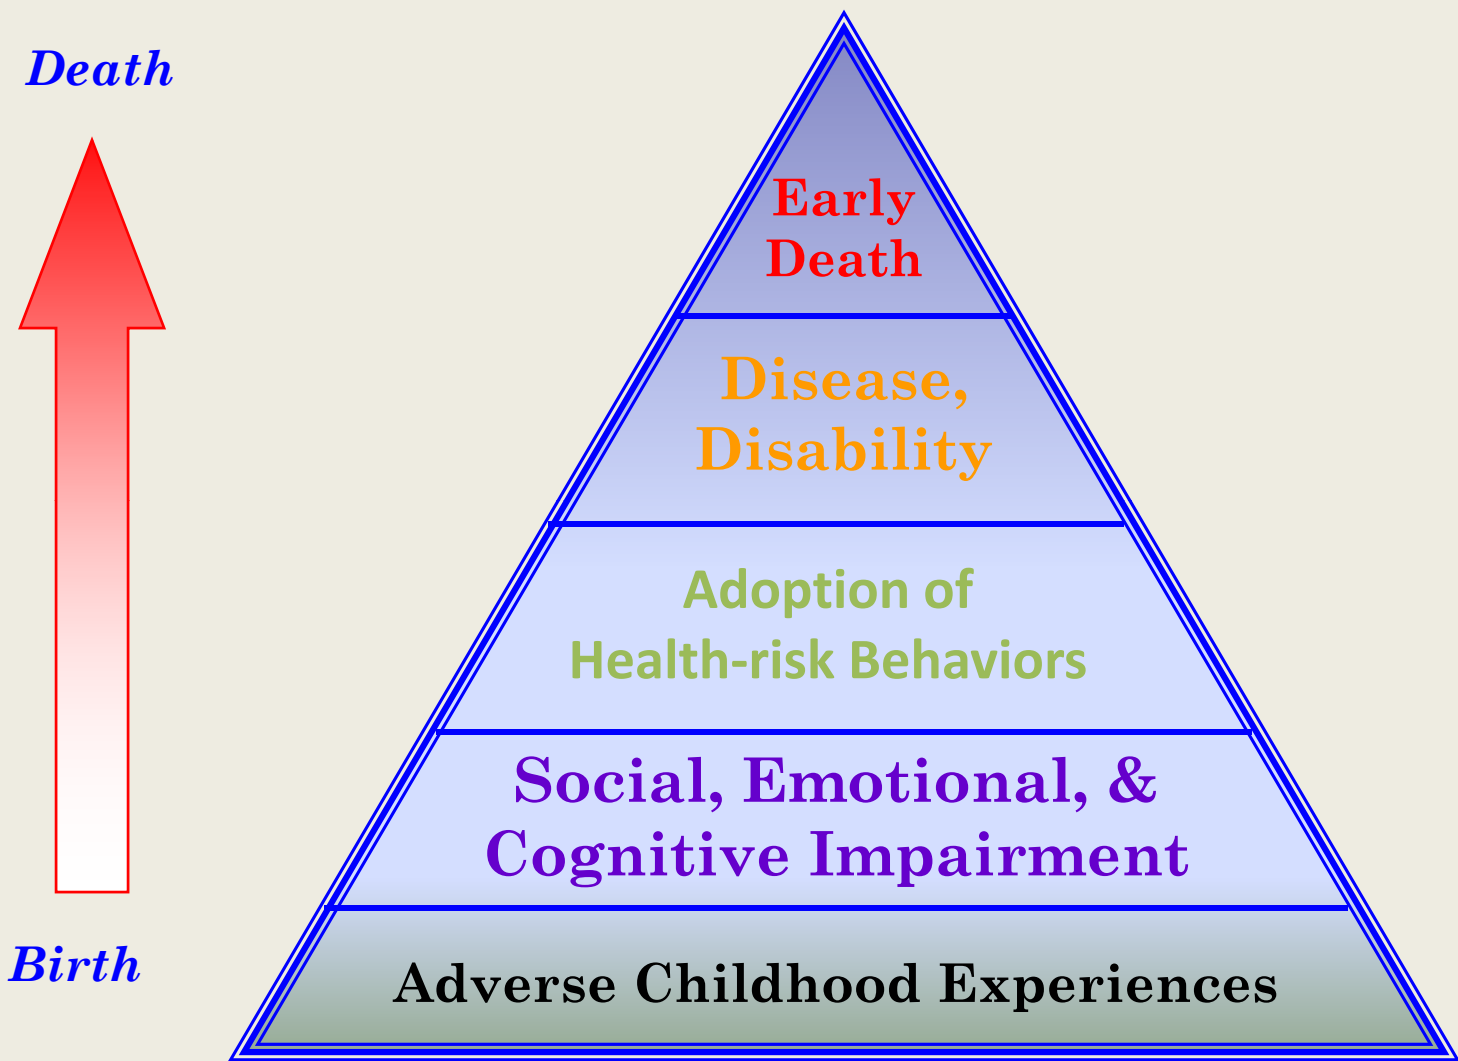 Death
Early
Death
Disease,
Disability
Adoption of
Health-risk Behaviors
Social, Emotional, &
Cognitive Impairment
Birth
Adverse Childhood Experiences